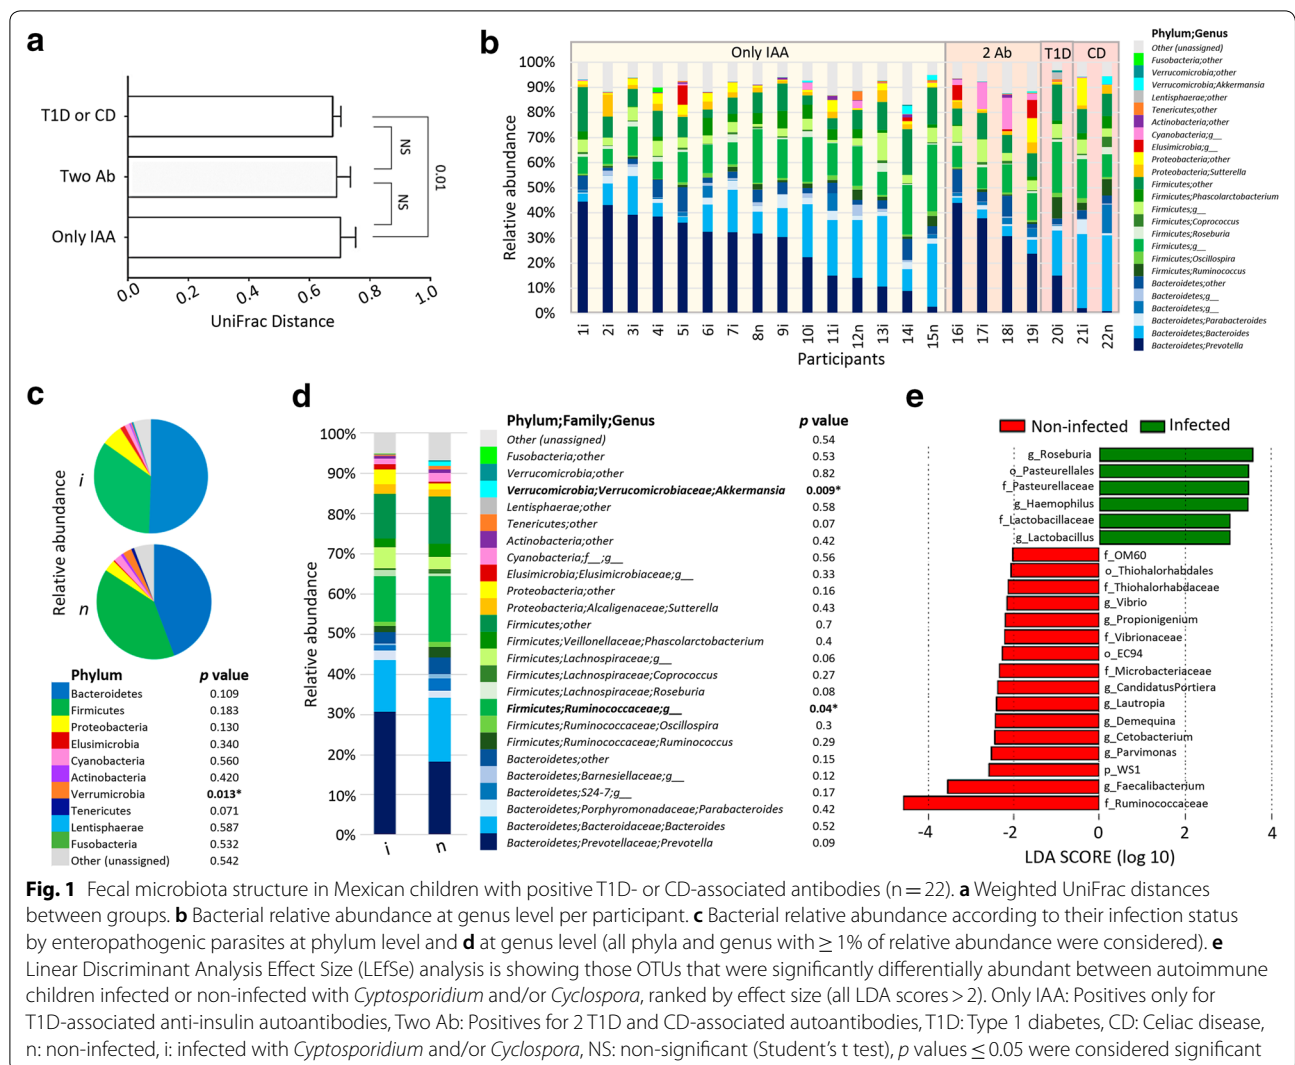 a
T1D or CD
Two Ab
Only IAA
NS
NS
0.01
0.0
0.2
0.4
0.6
0.8
1.0
UniFrac Distance
b
Only IAA
2 Ab
T1D
CD
Relative abundance
100%
90%
80%
70%
60%
50%
40%
30%
20%
10%
0%
1i
2i
3i
4i
5i
6i
7i
8n
9i
10i
11i
12n
13i
14i
15n
16i
17i
18i
19i
20i
21i
22n
Participants
Phylum;Genus
Other (unassigned)
Fusobacteria;other
Verrucomicrobia;other
Verrucomicrobia;Akkermansia
Lentisphaerae;other
Tenericutes;other
Actinobacteria;other
Cyanobacteria;g__
Elusimicrobia;g__
Proteobacteria;other
Proteobacteria;Sutterella
Firmicutes;other
Firmicutes;Phascolarctobacterium
Firmicutes;g__
Firmicutes;Coprococcus
Firmicutes;Roseburia
Firmicutes;g__
Firmicutes;Oscillospira
Firmicutes;Ruminococcus
Bacteroidetes;other
Bacteroidetes;g__
Bacteroidetes;g__
Bacteroidetes;Parabacteroides
Bacteroidetes;Bacteroides
Bacteroidetes;Prevotella
c
Relative abundance
i
n
Phylum p value
Bacteroidetes 0.109
Firmicutes 0.183
Proteobacteria 0.130
Elusimicrobia 0.340
Cyanobacteria 0.560
Actinobacteria 0.420
Verrumicrobia 0.013*
Tenericutes 0.071
Lentisphaerae 0.587
Fusobacteria 0.532
Other (unassigned) 0.542
d
Relative abundance
100%
90%
80%
70%
60%
50%
40%
30%
20%
10%
0%
i
n
Phylum;Family;Genus p value
Other (unassigned) 0.54
Fusobacteria;other 0.53
Verrucomicrobia;other 0.82
Verrucomicrobia;Verrucomicrobiaceae;Akkermansia 0.009*
Lentisphaerae;other 0.58
Tenericutes;other 0.07
Actinobacteria;other 0.42
Cyanobacteria;f__;g__ 0.56
Elusimicrobia;Elusimicrobiaceae;g__ 0.33
Proteobacteria;other 0.16
Proteobacteria;Alcaligenaceae;Sutterella 0.43
Firmicutes;other 0.7
Firmicutes;Veillonellaceae;Phascolarctobacterium 0.4
Firmicutes;Lachnospiraceae;g__ 0.06
Firmicutes;Lachnospiraceae;Coprococcus 0.27
Firmicutes;Lachnospiraceae;Roseburia 0.08
Firmicutes;Ruminococcaceae;g__ 0.04*
Firmicutes;Ruminococcaceae;Oscillospira 0.3
Firmicutes;Ruminococcaceae;Ruminococcus 0.29
Bacteroidetes;other 0.15
Bacteroidetes;Barnesiellaceae;g__ 0.12
Bacteroidetes;S24-7;g__ 0.17
Bacteroidetes;Porphyromonadaceae;Parabacteroides 0.42
Bacteroidetes;Bacteroidaceae;Bacteroides 0.52
Bacteroidetes;Prevotellaceae;Prevotella 0.09
e
Non-infected
Infected
g_Roseburia
o_Pasteurellales
f_Pasteurellaceae
g_Haemophilus
f_Lactobacillaceae
g_Lactobacillus
f_OM60
o_Thiohalorhabdales
f_Thiohalorhabdaceae
g_Vibrio
g_Propionigenium
f_Vibrionaceae
o_EC94
f_Microbacteriaceae
g_CandidatusPortiera
g_Lautropia
g_Demequina
g_Cetobacterium
g_Parvimonas
p_WS1
g_Faecalibacterium
f_Ruminococcaceae
-4
-2
0
2
4
LDA SCORE (log 10)
Fig. 1 Fecal microbiota structure in Mexican children with positive T1D- or CD-associated antibodies (n = 22). a Weighted UniFrac distances
between groups. b Bacterial relative abundance at genus level per participant. c Bacterial relative abundance according to their infection status
by enteropathogenic parasites at phylum level and d at genus level (all phyla and genus with ≥ 1% of relative abundance were considered). e
Linear Discriminant Analysis Effect Size (LEfSe) analysis is showing those OTUs that were significantly differentially abundant between autoimmune
children infected or non-infected with Cyptosporidium and/or Cyclospora, ranked by effect size (all LDA scores > 2). Only IAA: Positives only for
T1D-associated anti-insulin autoantibodies, Two Ab: Positives for 2 T1D and CD-associated autoantibodies, T1D: Type 1 diabetes, CD: Celiac disease,
n: non-infected, i: infected with Cyptosporidium and/or Cyclospora, NS: non-significant (Student's t test), p values ≤ 0.05 were considered significant